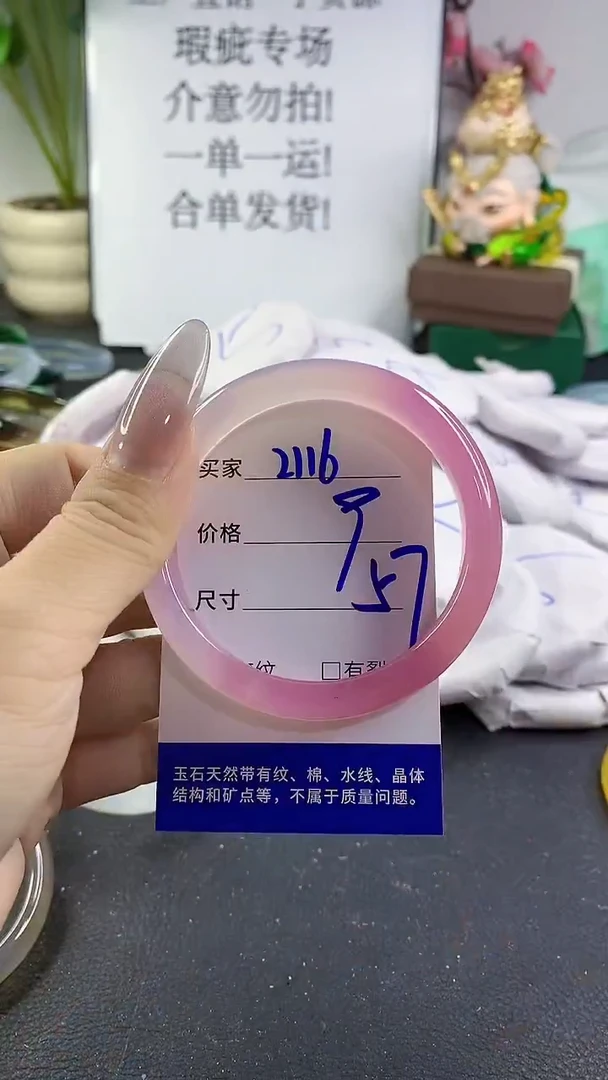 瑕疵专场
介意勿拍!
一单一运!
合单发货!
买家 2116
价格
尺寸 57
纹 □有裂
玉石天然带有纹、棉、水线、晶体
结构和矿点等，不属于质量问题。